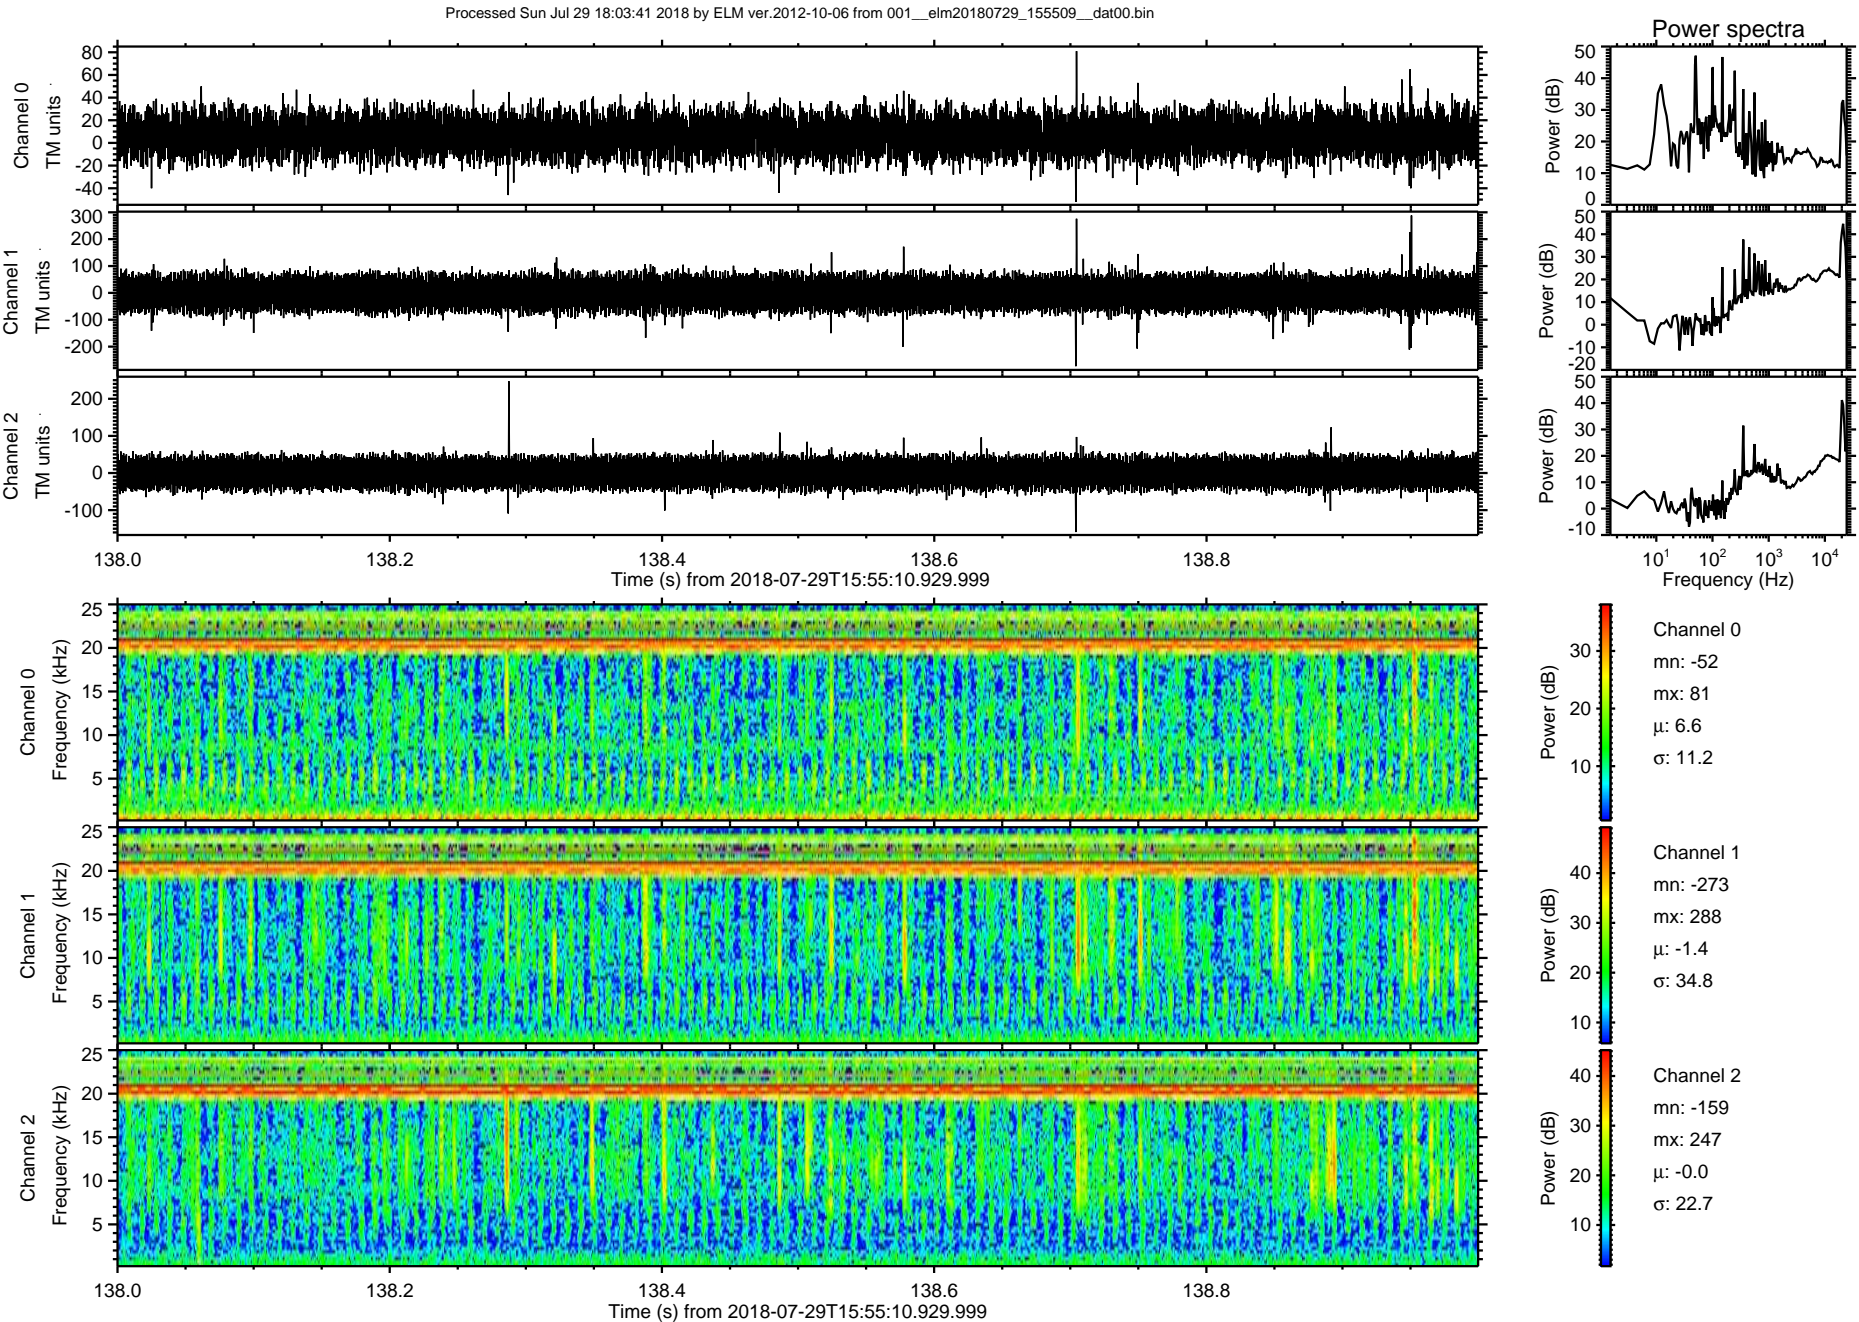 Processed Sun Jul 29 18:03:41 2018 by ELM ver.2012-10-06 from 001__elm20180729_155509__dat00.bin
Power spectra
Channel 0
TM units
80
60
40
20
0
-20
-40
Power (dB)
50
40
30
20
10
0
Channel 1
TM units
300
200
100
0
-100
-200
Power (dB)
50
40
30
20
10
0
-10
-20
Channel 2
TM units
200
100
0
-100
Power (dB)
50
40
30
20
10
0
-10
138.0 138.2 138.4 138.6 138.8
Time (s) from 2018-07-29T15:55:10.929.999
10^1 10^2 10^3 10^4
Frequency (Hz)
Channel 0
Frequency (kHz)
25
20
15
10
5
Power (dB)
30
20
10
Channel 0
mn: -52
mx: 81
μ: 6.6
σ: 11.2
Channel 1
Frequency (kHz)
25
20
15
10
5
Power (dB)
40
30
20
10
Channel 1
mn: -273
mx: 288
μ: -1.4
σ: 34.8
Channel 2
Frequency (kHz)
25
20
15
10
5
Power (dB)
40
30
20
10
Channel 2
mn: -159
mx: 247
μ: -0.0
σ: 22.7
138.0 138.2 138.4 138.6 138.8
Time (s) from 2018-07-29T15:55:10.929.999